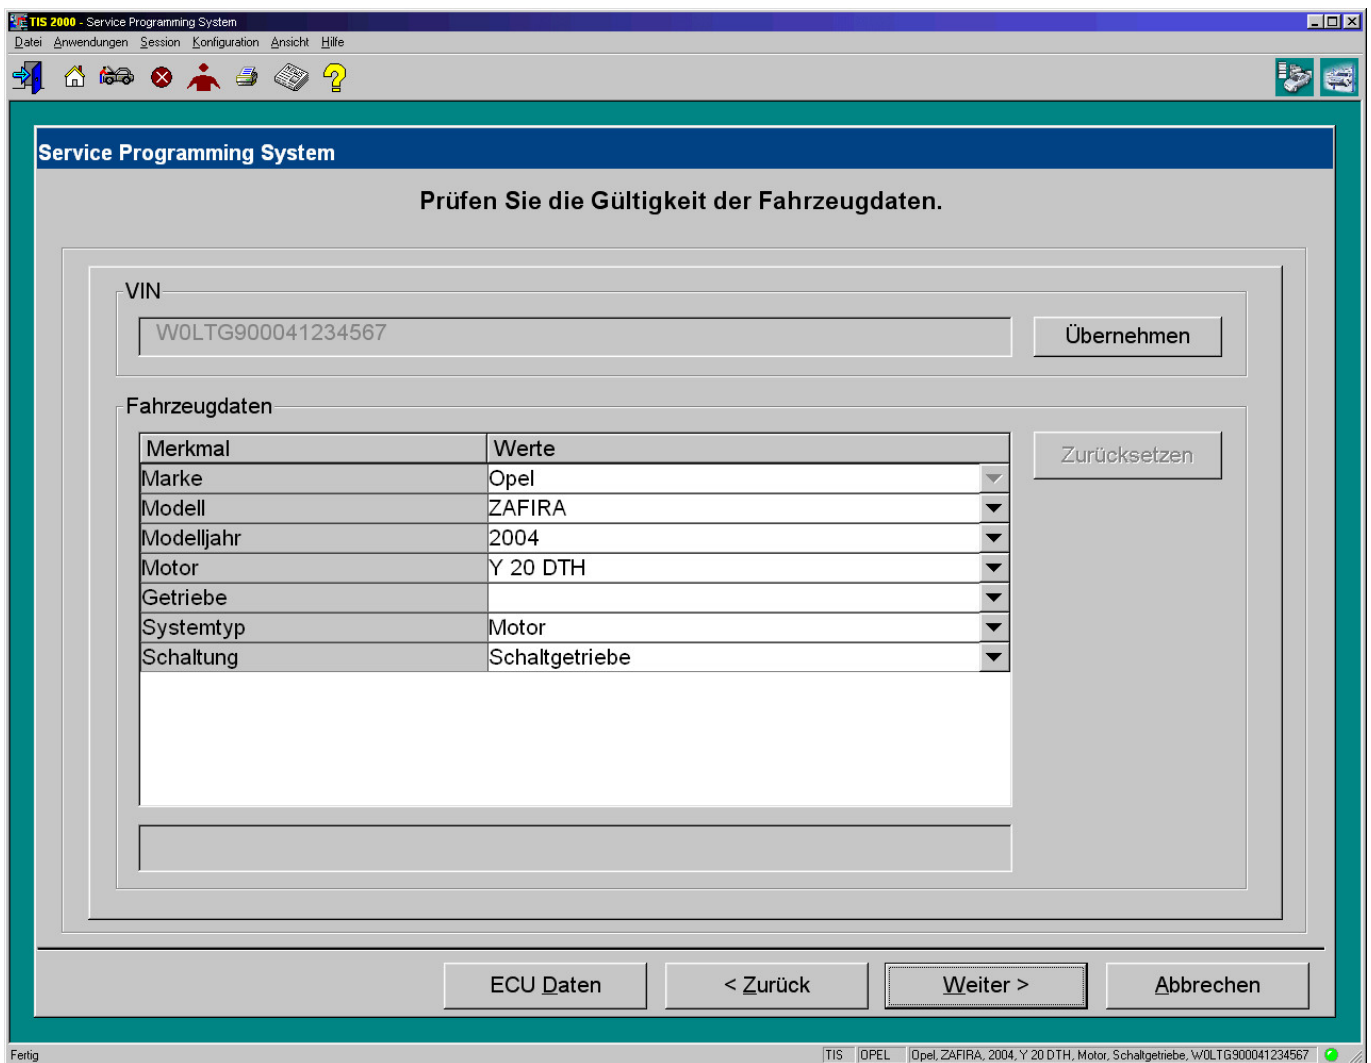 TIS 2000 - Service Programming System
Datei Anwendungen Session Konfiguration Ansicht Hilfe
Service Programming System
Prüfen Sie die Gültigkeit der Fahrzeugdaten.
VIN
W0LTG900041234567 Übernehmen
Fahrzeugdaten
Merkmal Werte Zurücksetzen
Marke Opel
Modell ZAFIRA
Modelljahr 2004
Motor Y 20 DTH
Getriebe
Systemtyp Motor
Schaltung Schaltgetriebe
ECU Daten < Zurück Weiter > Abbrechen
Fertig TIS OPEL Opel, ZAFIRA, 2004, Y 20 DTH, Motor, Schaltgetriebe, W0LTG900041234567